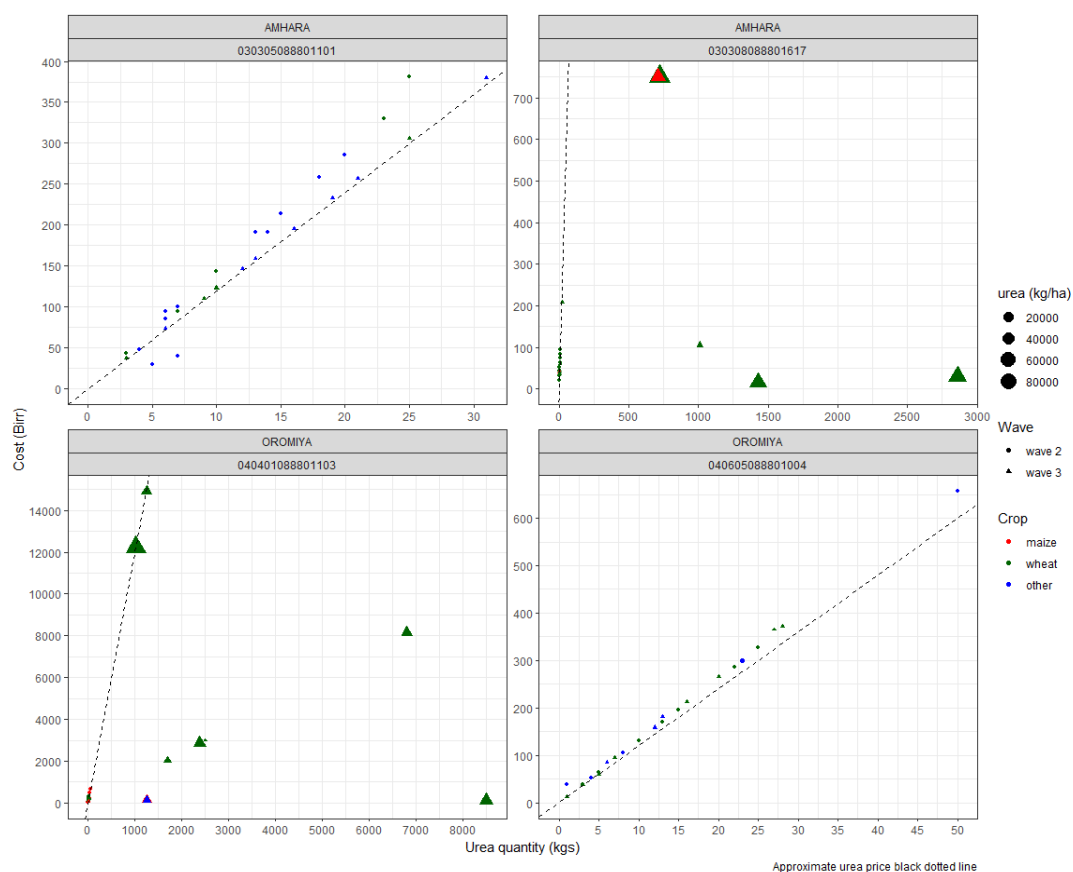 AMHARA
030305088801101
400
350
300
250
200
150
100
50
0
0 5 10 15 20 25 30
AMHARA
030308088801617
700
600
500
400
300
200
100
0
0 500 1000 1500 2000 2500 3000
OROMIYA
040401088801103
14000
12000
10000
8000
6000
4000
2000
0
0 1000 2000 3000 4000 5000 6000 7000 8000
OROMIYA
040605088801004
600
500
400
300
200
100
0
0 5 10 15 20 25 30 35 40 45 50
Cost (Birr)
Urea quantity (kgs)
urea (kg/ha)
20000
40000
60000
80000
Wave
wave 2
wave 3
Crop
maize
wheat
other
Approximate urea price black dotted line